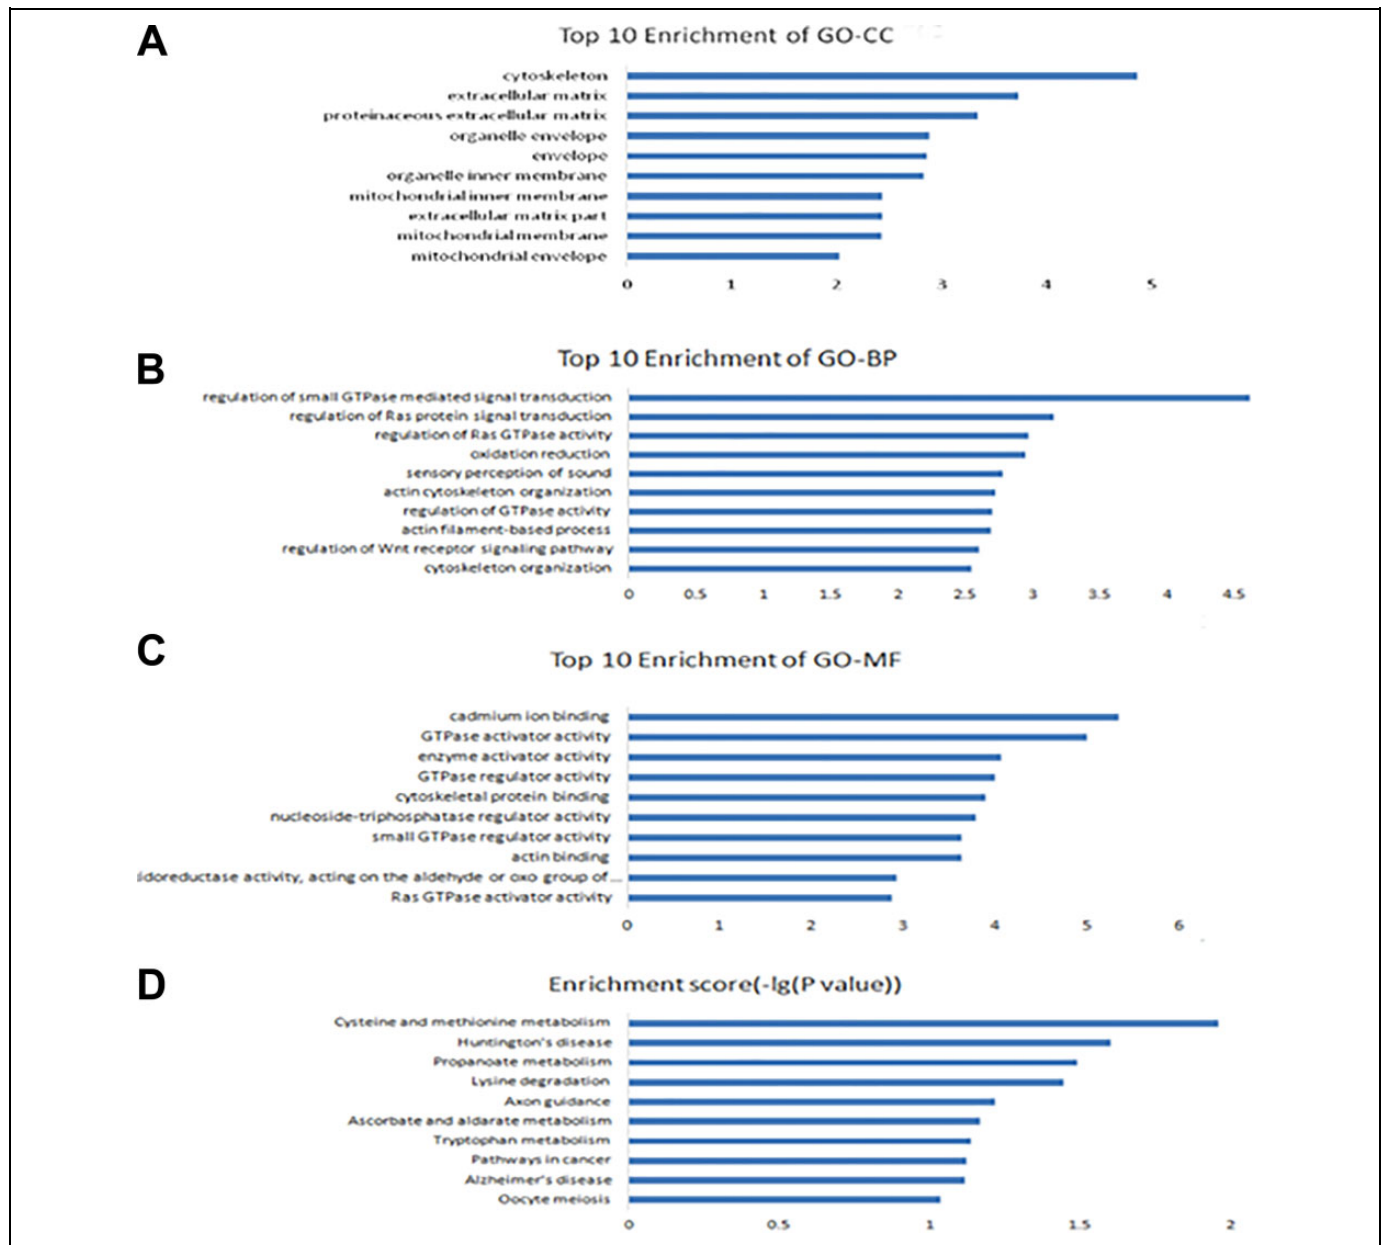 A
Top 10 Enrichment of GO-CC
cytoskeleton
extracellular matrix
proteinaceous extracellular matrix
organelle envelope
envelope
organelle inner membrane
mitochondrial inner membrane
extracellular matrix part
mitochondrial membrane
mitochondrial envelope
0 1 2 3 4 5
B
Top 10 Enrichment of GO-BP
regulation of small GTPase mediated signal transduction
regulation of Ras protein signal transduction
regulation of Ras GTPase activity
oxidation reduction
sensory perception of sound
actin cytoskeleton organization
regulation of GTPase activity
actin filament-based process
regulation of Wnt receptor signaling pathway
cytoskeleton organization
0 0.5 1 1.5 2 2.5 3 3.5 4 4.5
C
Top 10 Enrichment of GO-MF
cadmium ion binding
GTPase activator activity
enzyme activator activity
GTPase regulator activity
cytoskeletal protein binding
nucleoside-triphosphatase regulator activity
small GTPase regulator activity
actin binding
idoreductase activity, acting on the aldehyde or oxo group of...
Ras GTPase activator activity
0 1 2 3 4 5 6
D
Enrichment score(-lg(P value))
Cysteine and methionine metabolism
Huntington's disease
Propanoate metabolism
Lysine degradation
Axon guidance
Ascorbate and aldarate metabolism
Tryptophan metabolism
Pathways in cancer
Alzheimer's disease
Oocyte meiosis
0 0.5 1 1.5 2